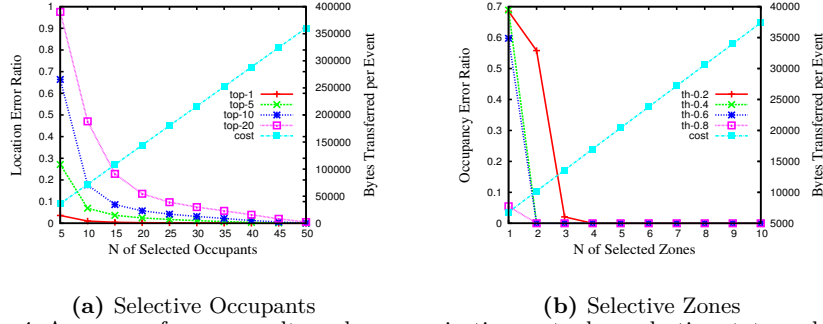 Location Error Ratio
1
0.9
0.8
0.7
0.6
0.5
0.4
0.3
0.2
0.1
0
5 10 15 20 25 30 35 40 45 50
N of Selected Occupants
400000
350000
300000
250000
200000
150000
100000
50000
0
Bytes Transferred per Event
top-1
top-5
top-10
top-20
cost
(a) Selective Occupants
Occupancy Error Ratio
0.7
0.6
0.5
0.4
0.3
0.2
0.1
0
1 2 3 4 5 6 7 8 9 10
N of Selected Zones
40000
35000
30000
25000
20000
15000
10000
5000
Bytes Transferred per Event
th-0.2
th-0.4
th-0.6
th-0.8
cost
(b) Selective Zones